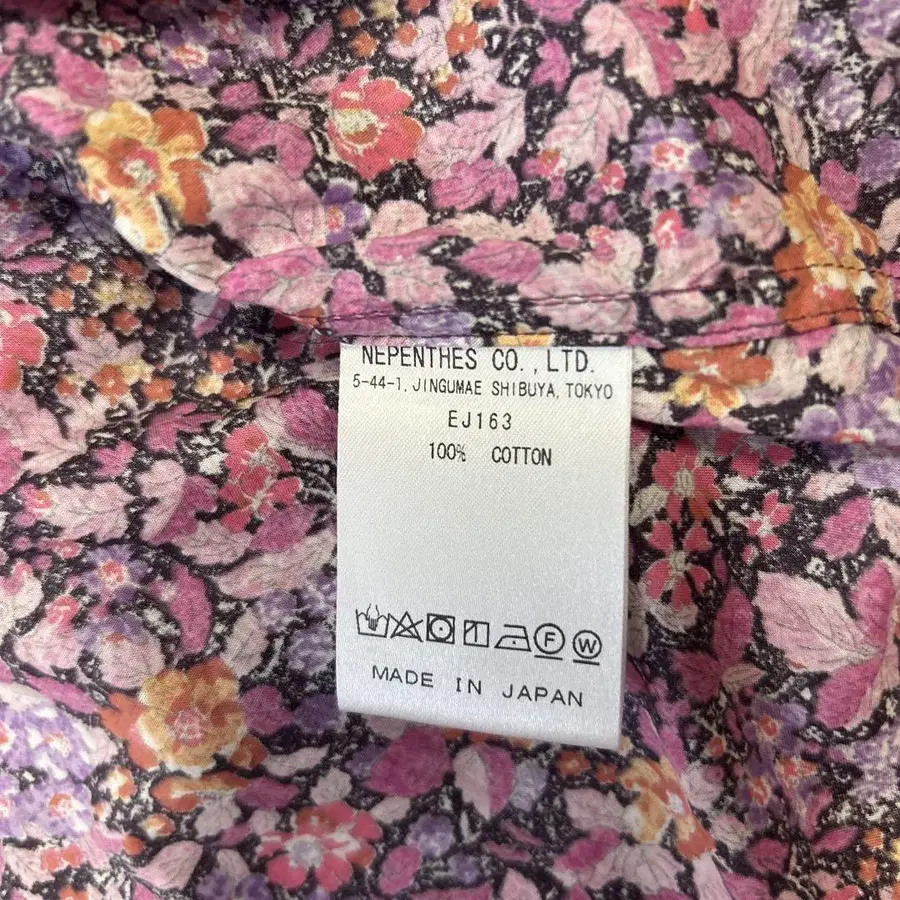 NEPENTHES CO.,LTD.
5-44-1, JINGUMAE SHIBUYA, TOKYO
EJ163
100% COTTON
F W
MADE IN JAPAN